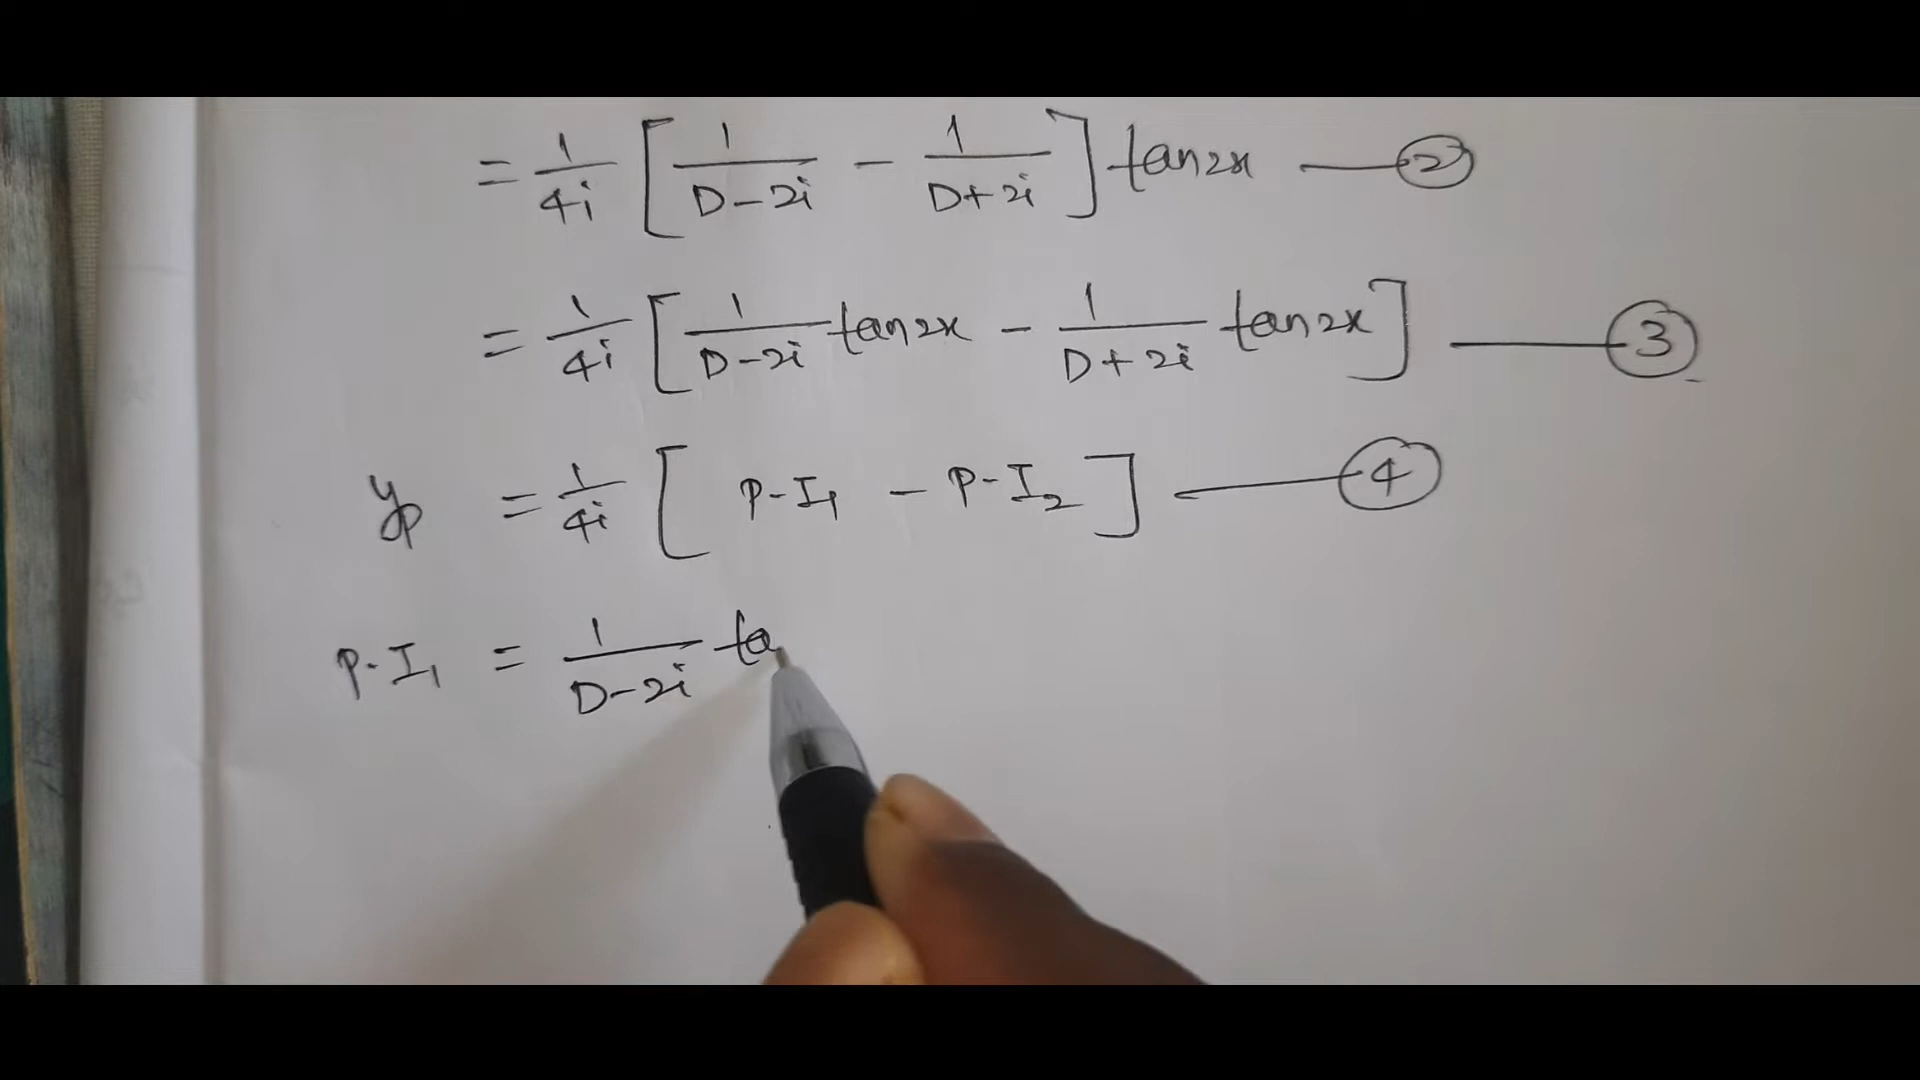 = 1/4i [ 1/D-2i - 1/D+2i ] tan2x — 2
= 1/4i [ 1/D-2i tan2x - 1/D+2i tan2x ] — 3
yp = 1/4i [ P-I1 - P-I2 ] — 4
P-I1 = 1/D-2i ta